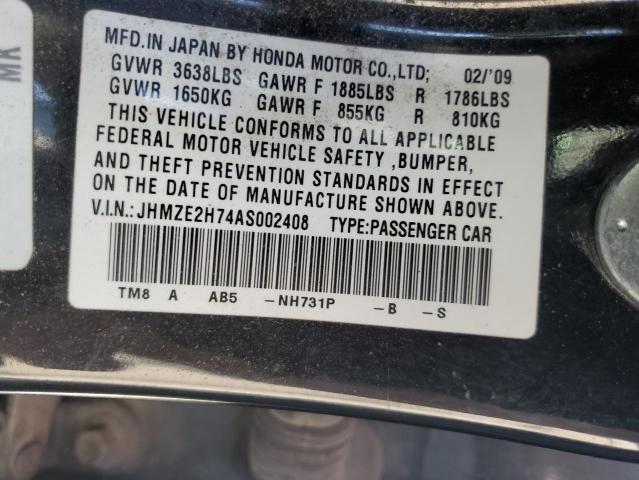 MFD.IN JAPAN BY HONDA MOTOR CO.,LTD; 02/'09
GVWR 3638LBS GAWR F 1885LBS R 1786LBS
GVWR 1650KG GAWR F 855KG R 810KG
THIS VEHICLE CONFORMS TO ALL APPLICABLE
FEDERAL MOTOR VEHICLE SAFETY ,BUMPER,
AND THEFT PREVENTION STANDARDS IN EFFECT
ON THE DATE OF MANUFACTURE SHOWN ABOVE.
V.I.N.: JHMZE2H74AS002408 TYPE:PASSENGER CAR
TM8 A AB5 -NH731P -B -S
MK